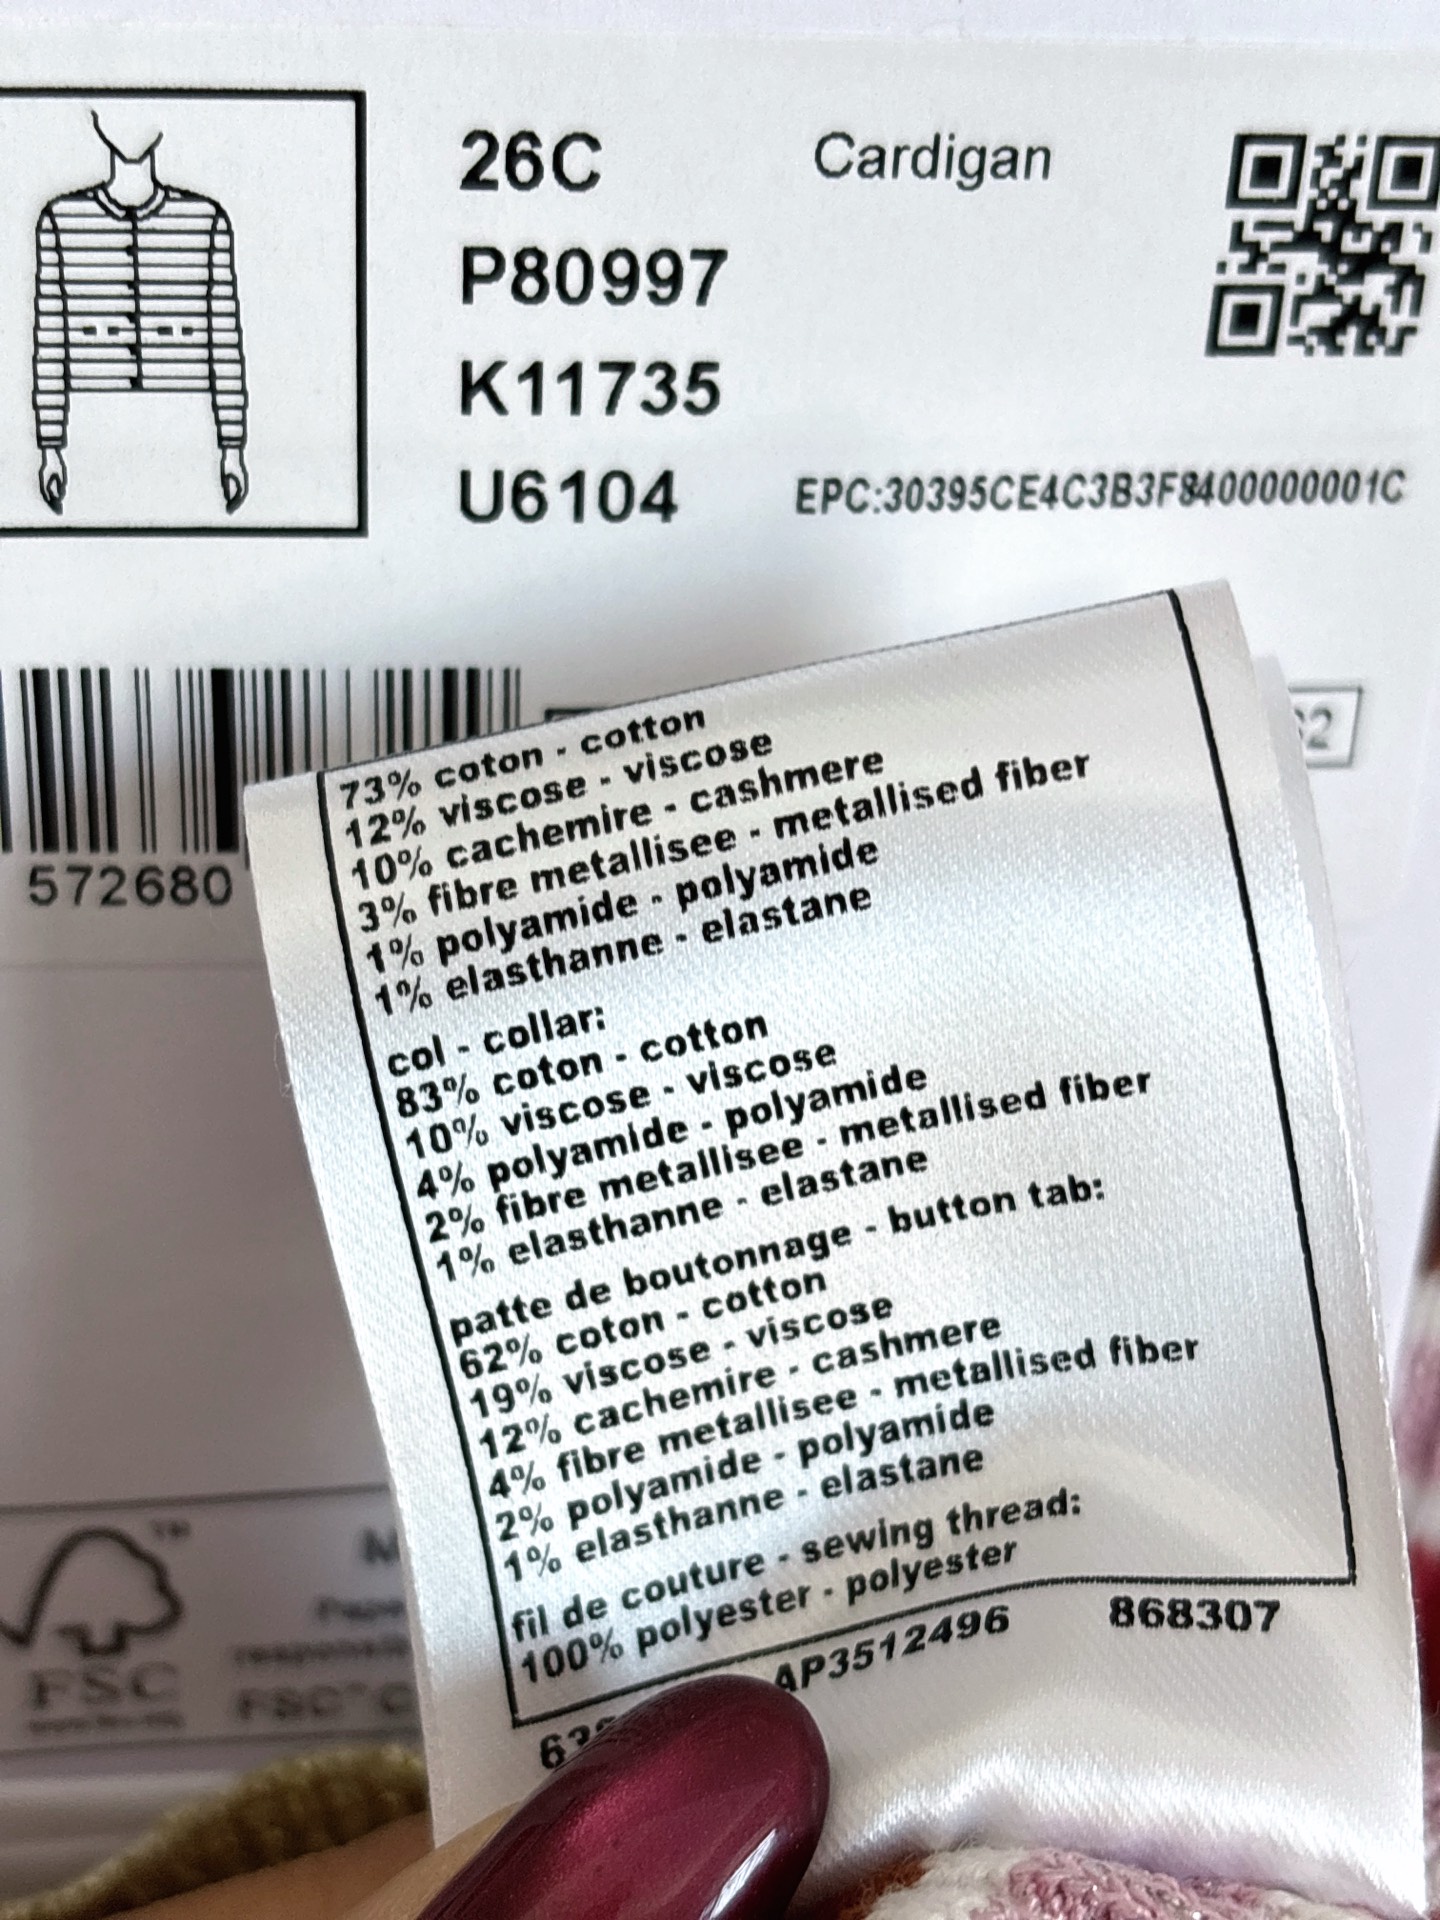 26C
Cardigan
P80997
K11735
U6104
EPC:30395CE4C3B3F8400000001C
572680
73% coton - cotton
12% viscose - viscose
10% cachemire - cashmere
3% fibre metallisee - metallised fiber
1% polyamide - polyamide
1% elasthanne - elastane
col - collar:
83% coton - cotton
10% viscose - viscose
4% polyamide - polyamide
2% fibre metallisee - metallised fiber
1% elasthanne - elastane
patte de boutonnage - button tab:
62% coton - cotton
19% viscose - viscose
12% cachemire - cashmere
4% fibre metallisee - metallised fiber
2% polyamide - polyamide
1% elasthanne - elastane
fil de couture - sewing thread:
100% polyester - polyester
AP3512496
868307
TM
FSC